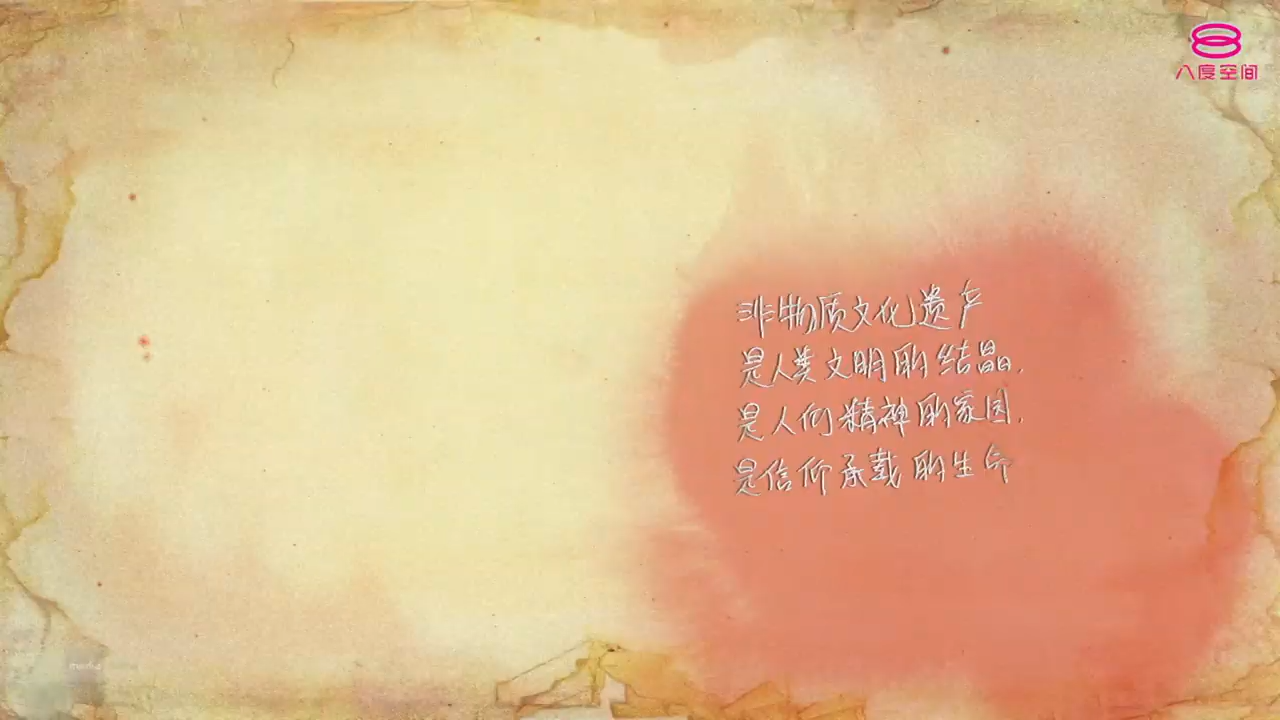 八度空间
非物质文化遗产
是人类文明的结晶,
是人们精神的家园,
是信仰承载的生命